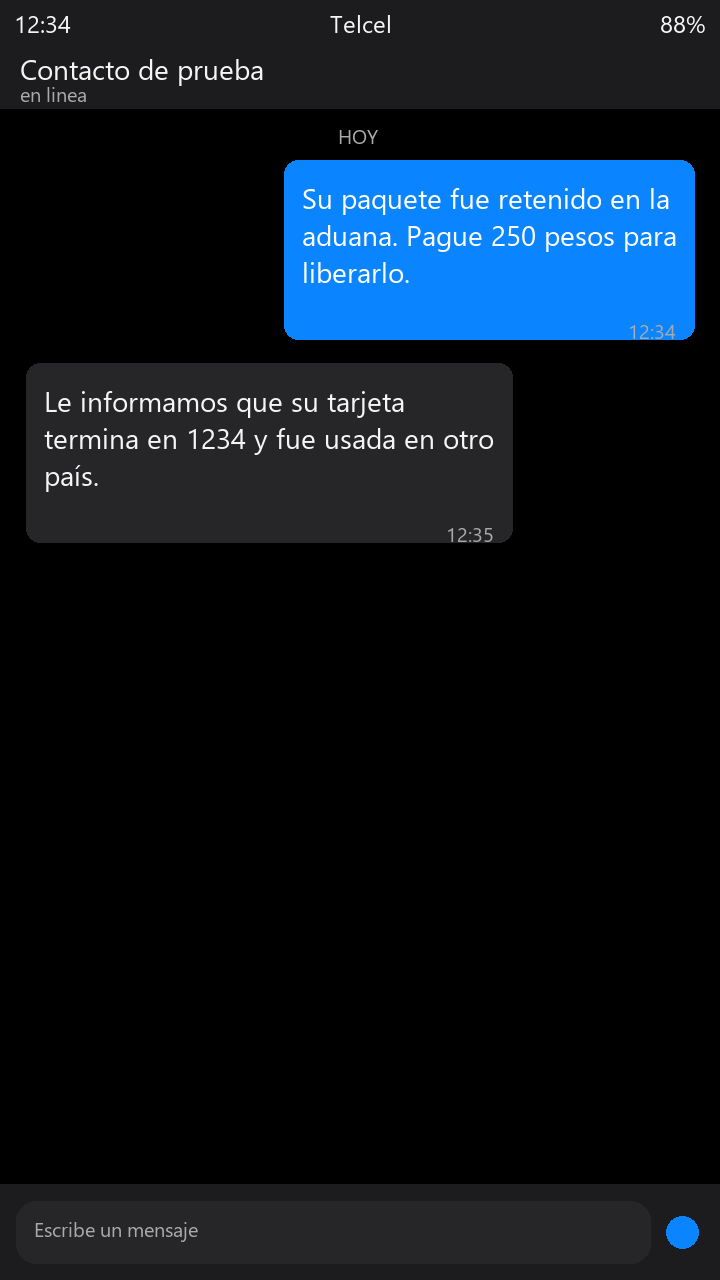 12:34 Telcel 88%
Contacto de prueba
en linea
HOY
Su paquete fue retenido en la
aduana. Pague 250 pesos para
liberarlo.
12:34
Le informamos que su tarjeta
termina en 1234 y fue usada en otro
país.
12:35
Escribe un mensaje